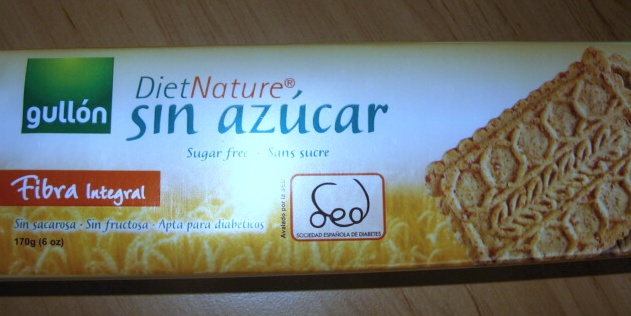 gullón
DietNature®
sin azúcar
Sugar free - Sans sucre
Fibra Integral
Sin sacarosa - Sin fructosa - Apta para diabéticos
170g (6 oz)
Avalado por la
sed
SOCIEDAD ESPAÑOLA DE DIABETES